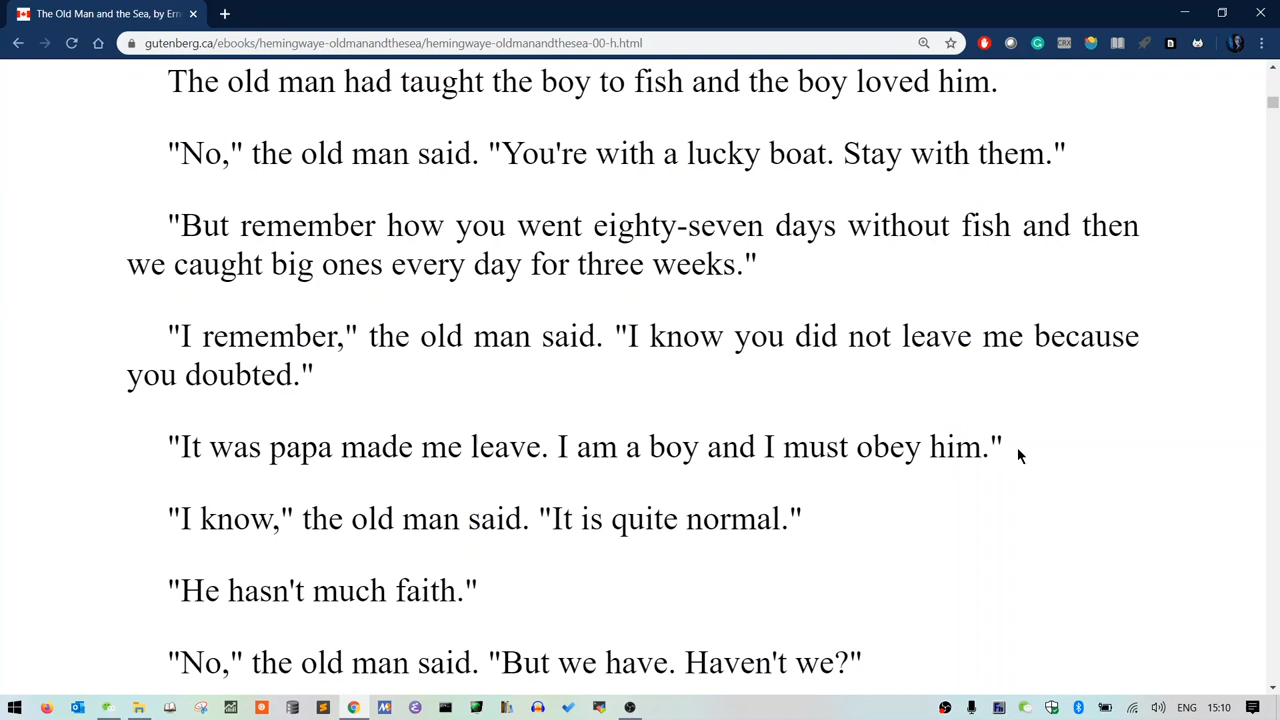 The Old Man and the Sea, by Ern
gutenberg.ca/ebooks/hemingwaye-oldmanandthesea/hemingwaye-oldmanandthesea-00-h.html
The old man had taught the boy to fish and the boy loved him.
"No," the old man said. "You're with a lucky boat. Stay with them."
"But remember how you went eighty-seven days without fish and then
we caught big ones every day for three weeks."
"I remember," the old man said. "I know you did not leave me because
you doubted."
"It was papa made me leave. I am a boy and I must obey him."
"I know," the old man said. "It is quite normal."
"He hasn't much faith."
"No," the old man said. "But we have. Haven't we?"
ENG 15:10